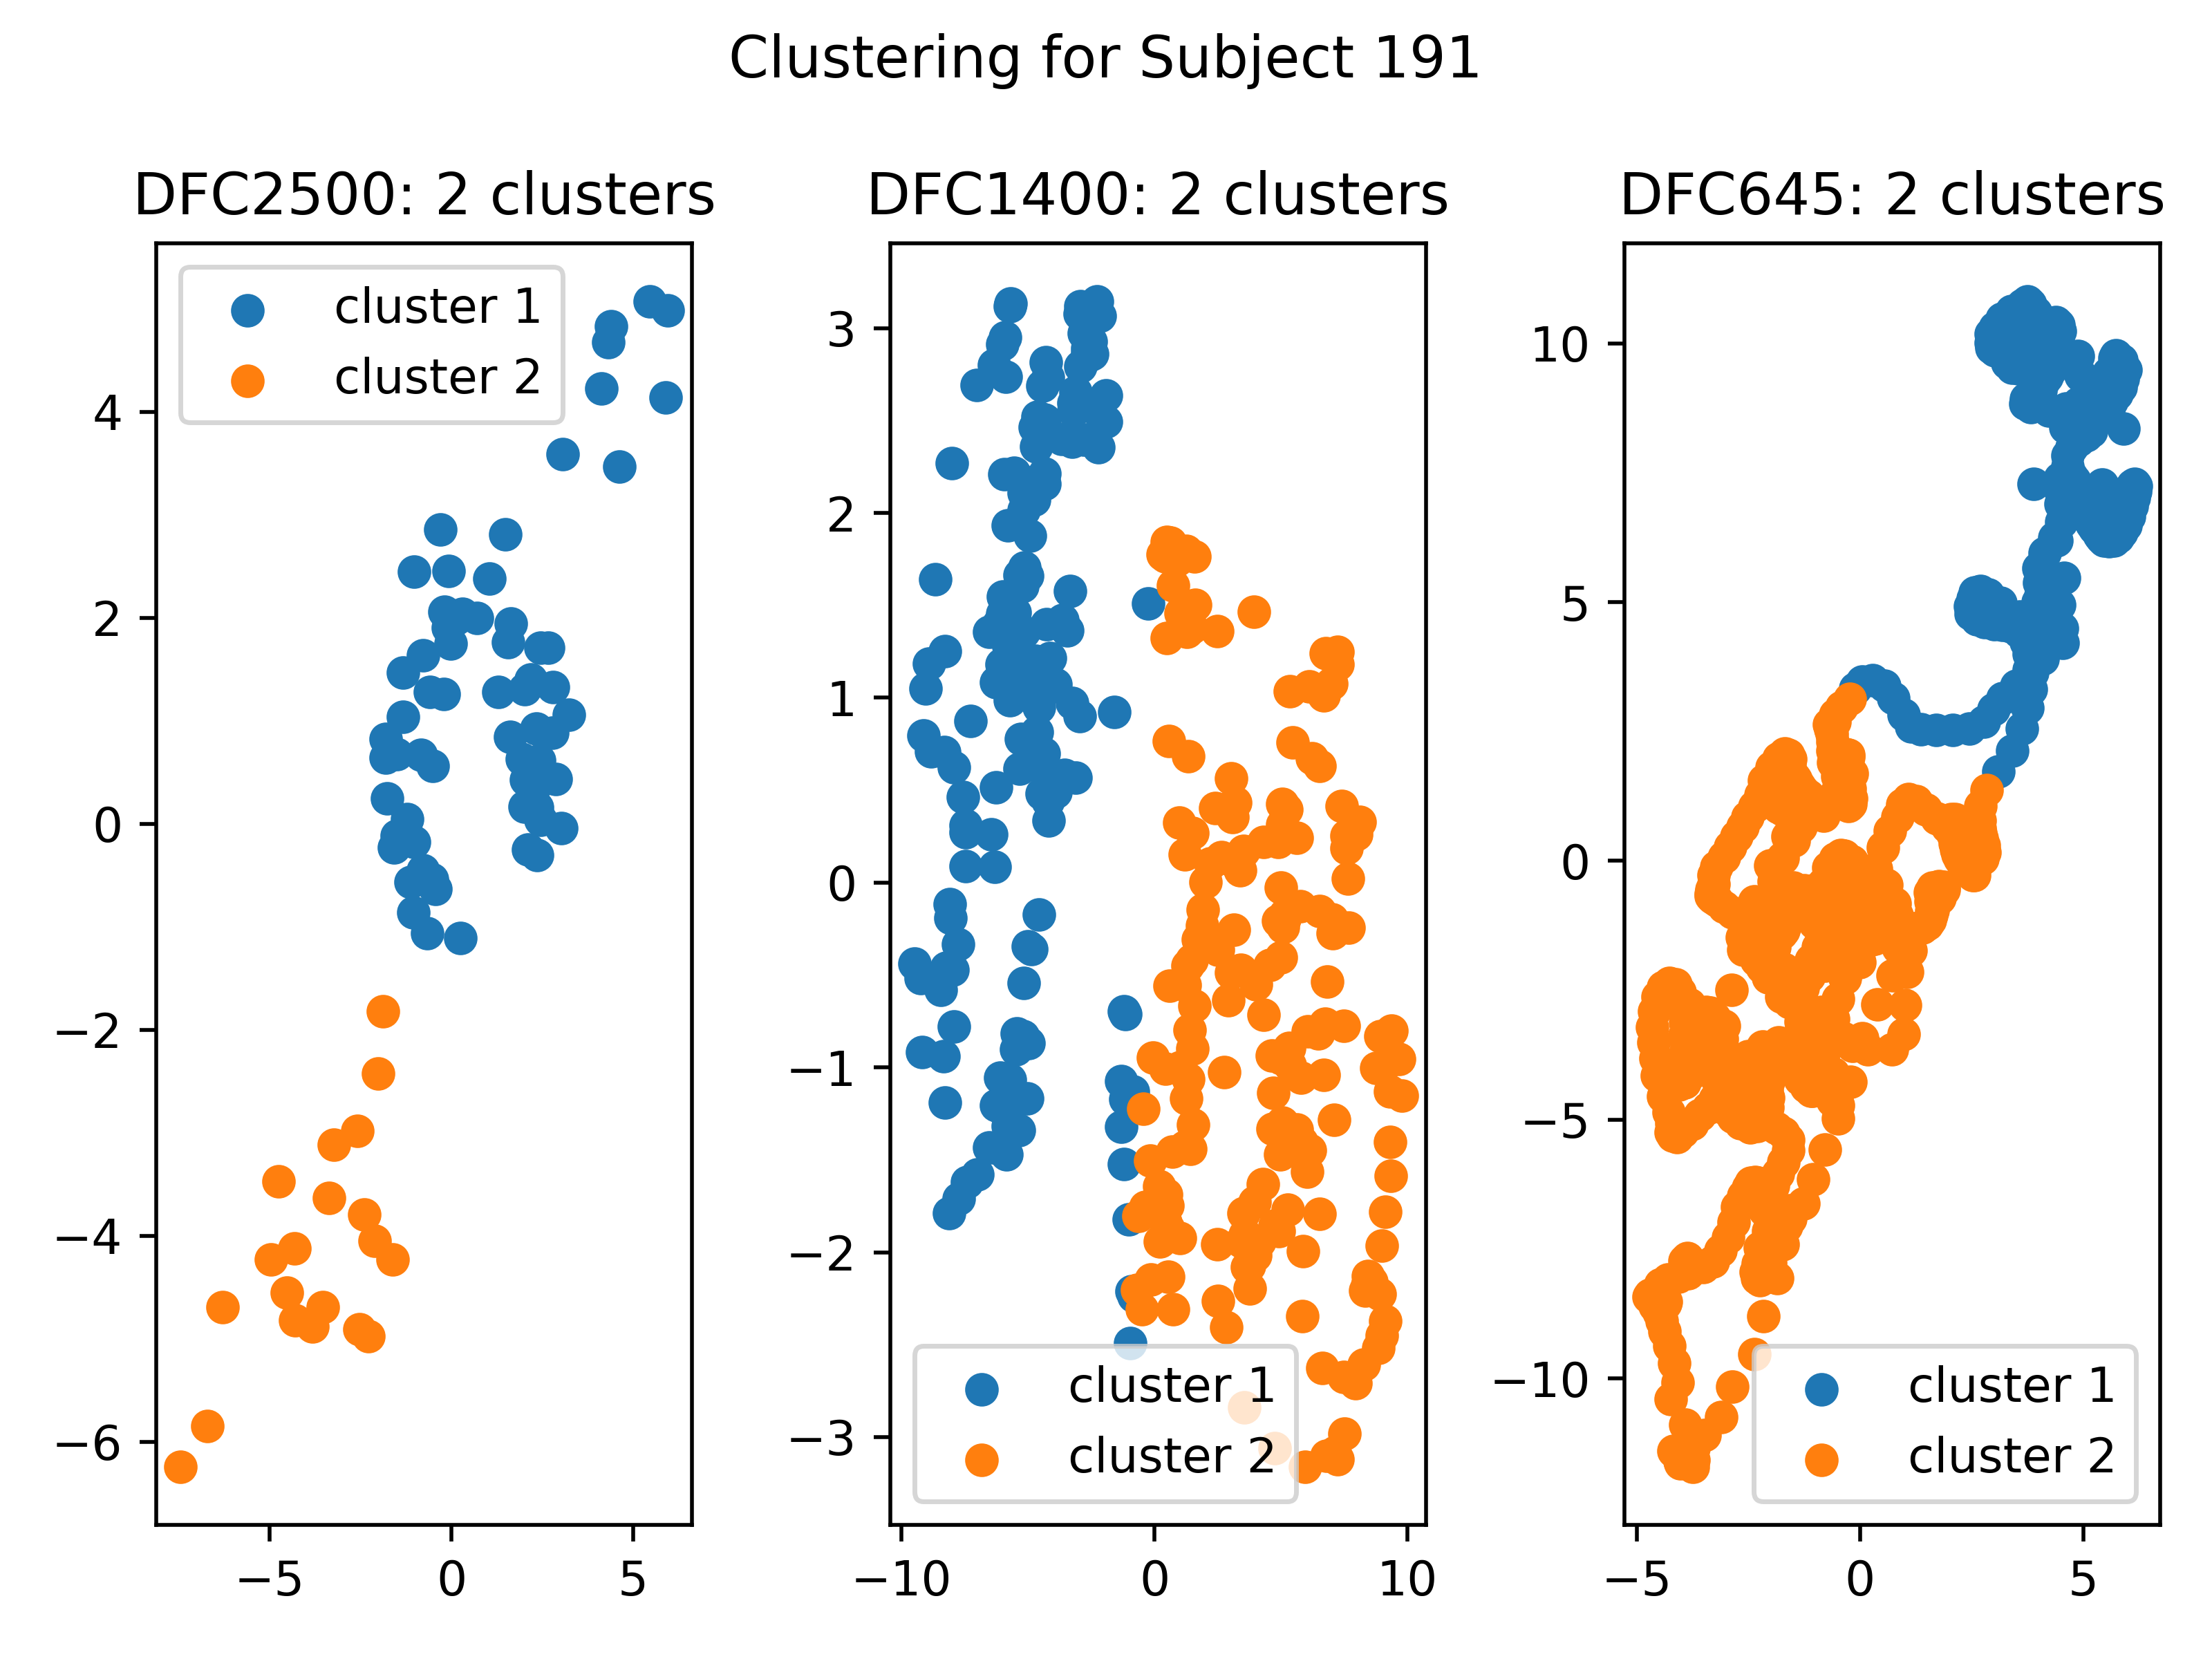 Clustering for Subject 191
DFC2500: 2 clusters
cluster 1
cluster 2
4
2
0
−2
−4
−6
−5 0 5
DFC1400: 2 clusters
3
2
1
0
−1
−2
−3
cluster 1
cluster 2
−10 0 10
DFC645: 2 clusters
10
5
0
−5
−10
cluster 1
cluster 2
−5 0 5